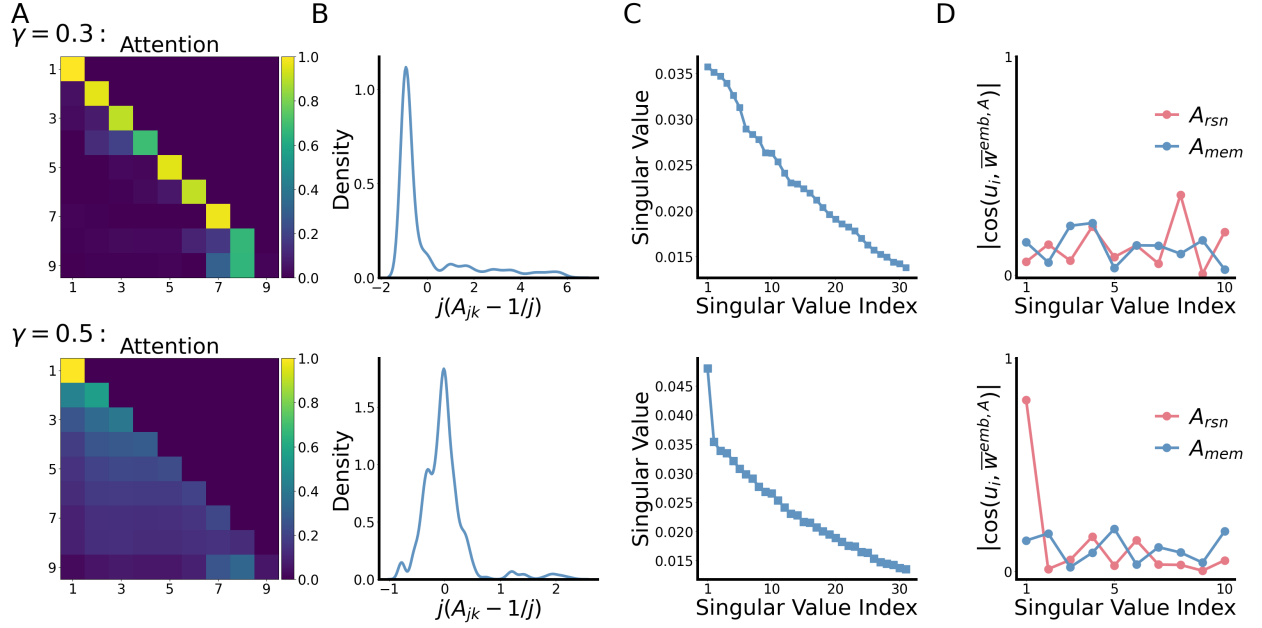 A
B
C
D
γ = 0.3 :
Attention
1
3
5
7
9
1 3 5 7 9
1.0
0.8
0.6
0.4
0.2
0.0
Density
1.0
0.5
0.0
−2 0 2 4 6
j(A_jk − 1/j)
Singular Value
0.035
0.030
0.025
0.020
0.015
1 10 20 30
Singular Value Index
|cos(u_i, w̅^emb, A)|
1
0
A_rsn
A_mem
1 5 10
Singular Value Index
γ = 0.5 :
Attention
1
3
5
7
9
1 3 5 7 9
1.0
0.8
0.6
0.4
0.2
0.0
Density
1.5
1.0
0.5
0.0
−1 0 1 2
j(A_jk − 1/j)
Singular Value
0.045
0.040
0.035
0.030
0.025
0.020
0.015
1 10 20 30
Singular Value Index
|cos(u_i, w̅^emb, A)|
1
0
A_rsn
A_mem
1 5 10
Singular Value Index